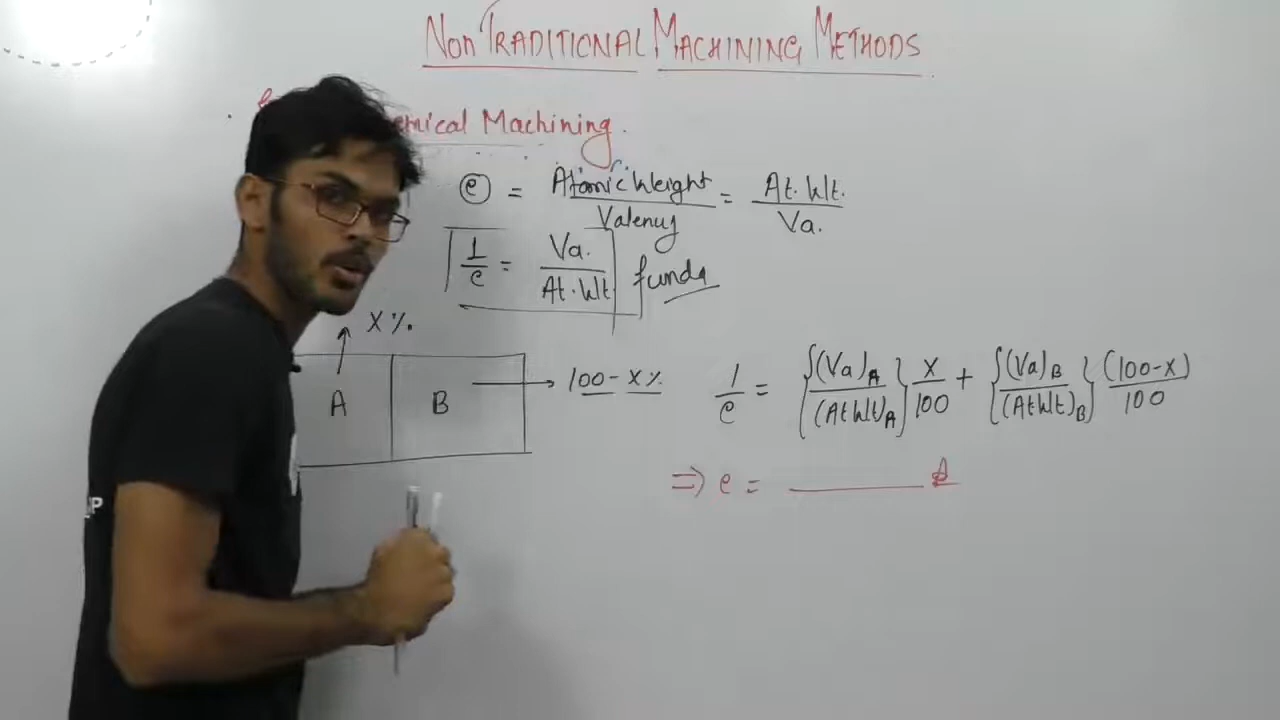 Non Traditional Machining Methods
emical Machining.
e = Atomic Weight / Valency = At. Wt. / Va.
1/e = Va. / At. Wt funda
X %
A B 100 - X %
1/e = {(Va)A / (At Wt)A} X/100 + {(Va)B / (At Wt)B} (100-X)/100
⇒ e =
P